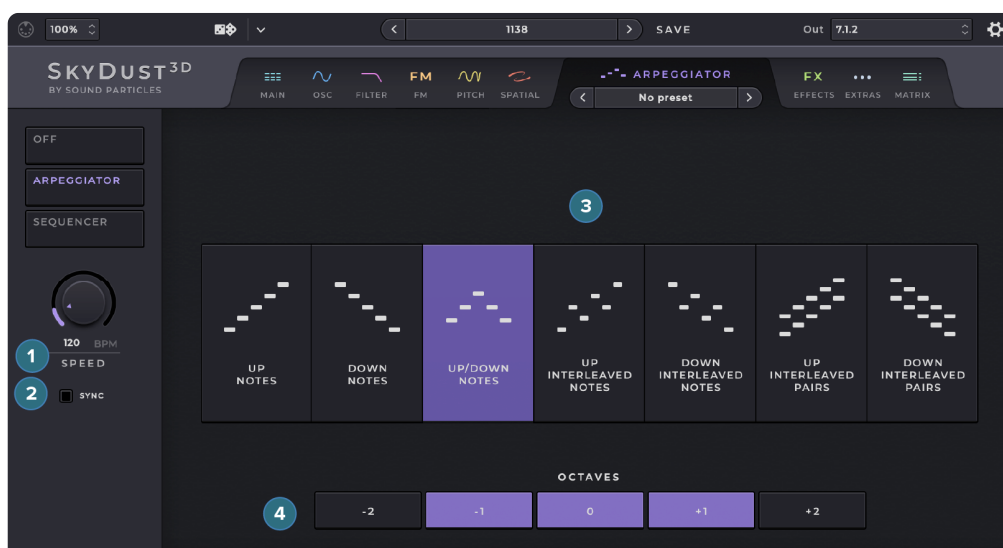 100%
1138
SAVE
Out 7.1.2
SKYDUST 3D
BY SOUND PARTICLES
MAIN
OSC
FILTER
FM
FM
PITCH
SPATIAL
ARPEGGIATOR
No preset
FX
EFFECTS
EXTRAS
MATRIX
OFF
ARPEGGIATOR
SEQUENCER
120 BPM
1
SPEED
2
SYNC
3
UP
NOTES
DOWN
NOTES
UP/DOWN
NOTES
UP
INTERLEAVED
NOTES
DOWN
INTERLEAVED
NOTES
UP
INTERLEAVED
PAIRS
DOWN
INTERLEAVED
PAIRS
OCTAVES
4
-2
-1
0
+1
+2